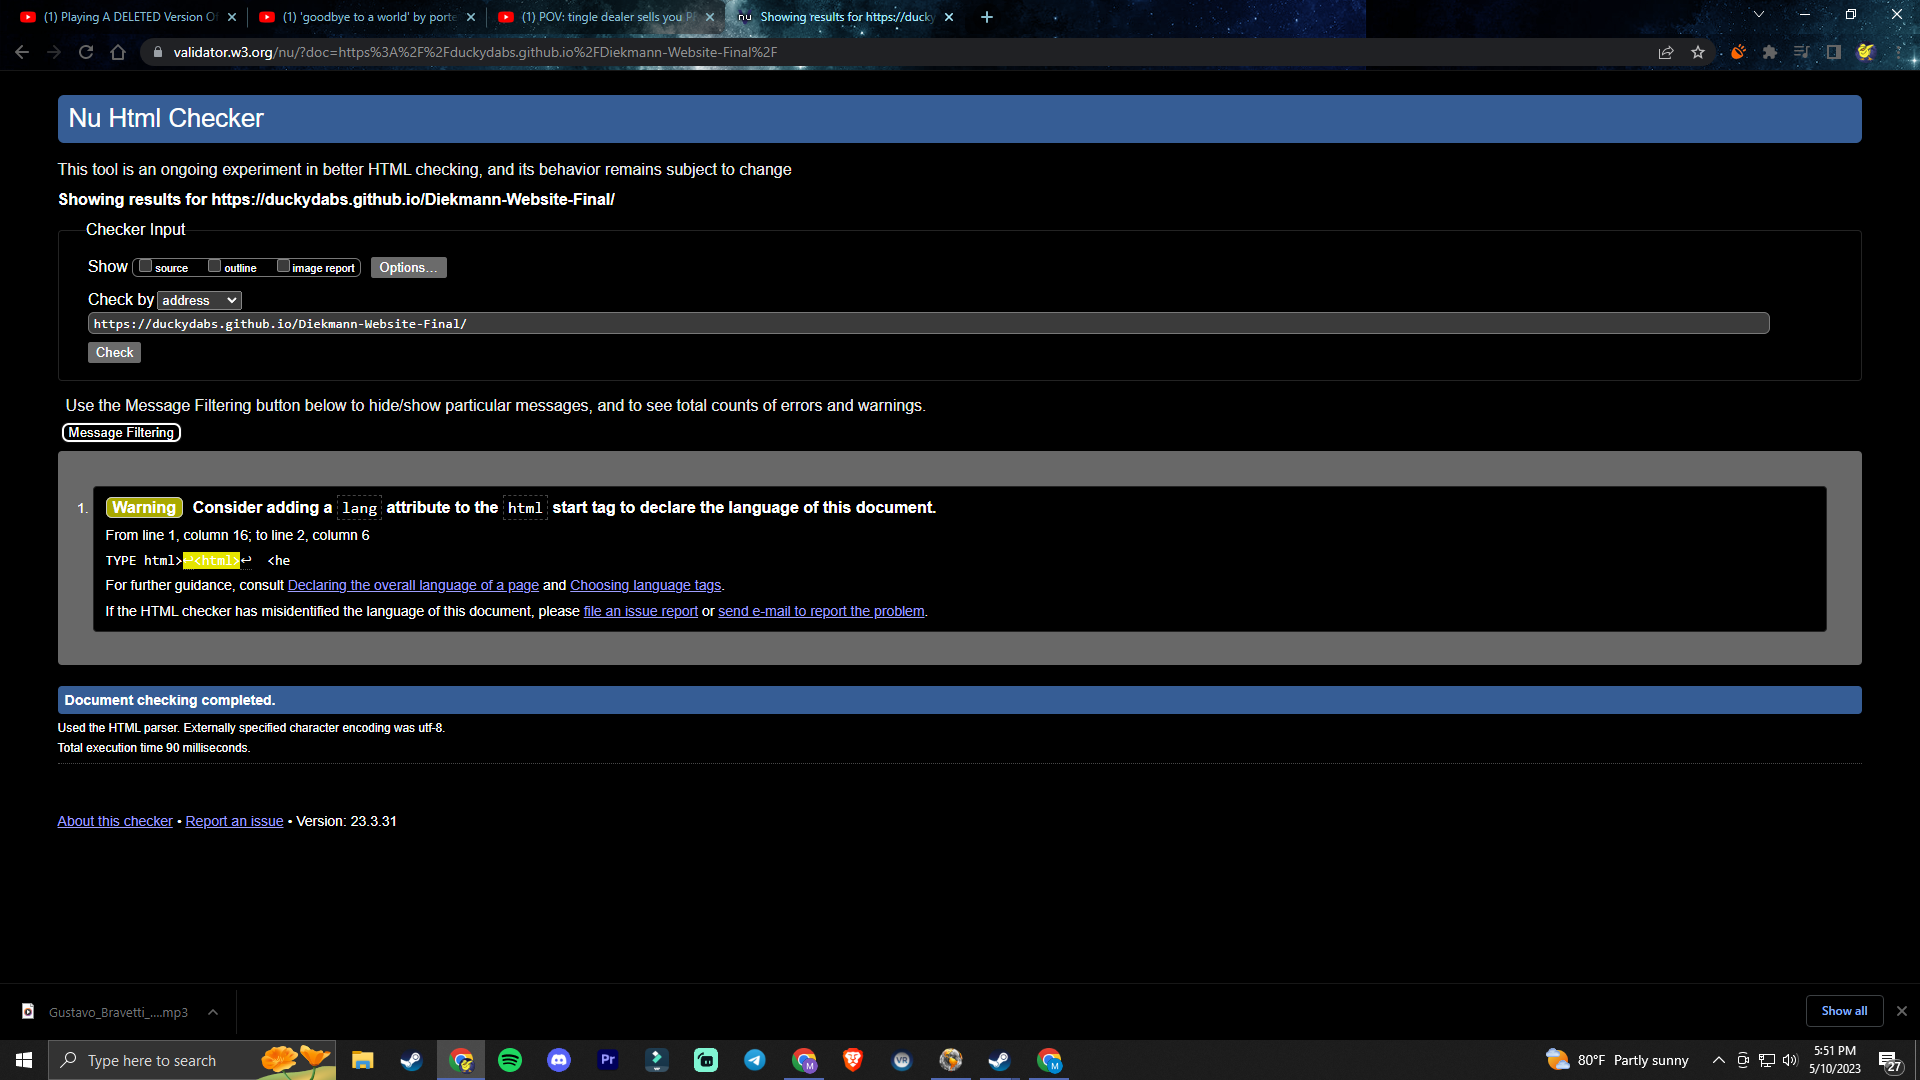 (1) Playing A DELETED Version Of
(1) 'goodbye to a world' by porte
(1) POV: tingle dealer sells you
nu Showing results for https://ducky
validator.w3.org/nu/?doc=https%3A%2F%2Fduckydabs.github.io%2FDiekmann-Website-Final%2F
Nu Html Checker
This tool is an ongoing experiment in better HTML checking, and its behavior remains subject to change
Showing results for https://duckydabs.github.io/Diekmann-Website-Final/
Checker Input
Show source outline image report Options...
Check by address
https://duckydabs.github.io/Diekmann-Website-Final/
Check
Use the Message Filtering button below to hide/show particular messages, and to see total counts of errors and warnings.
Message Filtering
1. Warning Consider adding a lang attribute to the html start tag to declare the language of this document.
From line 1, column 16; to line 2, column 6
TYPE html>↩<html>↩ <he
For further guidance, consult Declaring the overall language of a page and Choosing language tags.
If the HTML checker has misidentified the language of this document, please file an issue report or send e-mail to report the problem.
Document checking completed.
Used the HTML parser. Externally specified character encoding was utf-8.
Total execution time 90 milliseconds.
About this checker • Report an issue • Version: 23.3.31
Gustavo_Bravetti_....mp3
Show all
Type here to search
Pr
M
VR
M
80°F Partly sunny
5:51 PM
5/10/2023
27